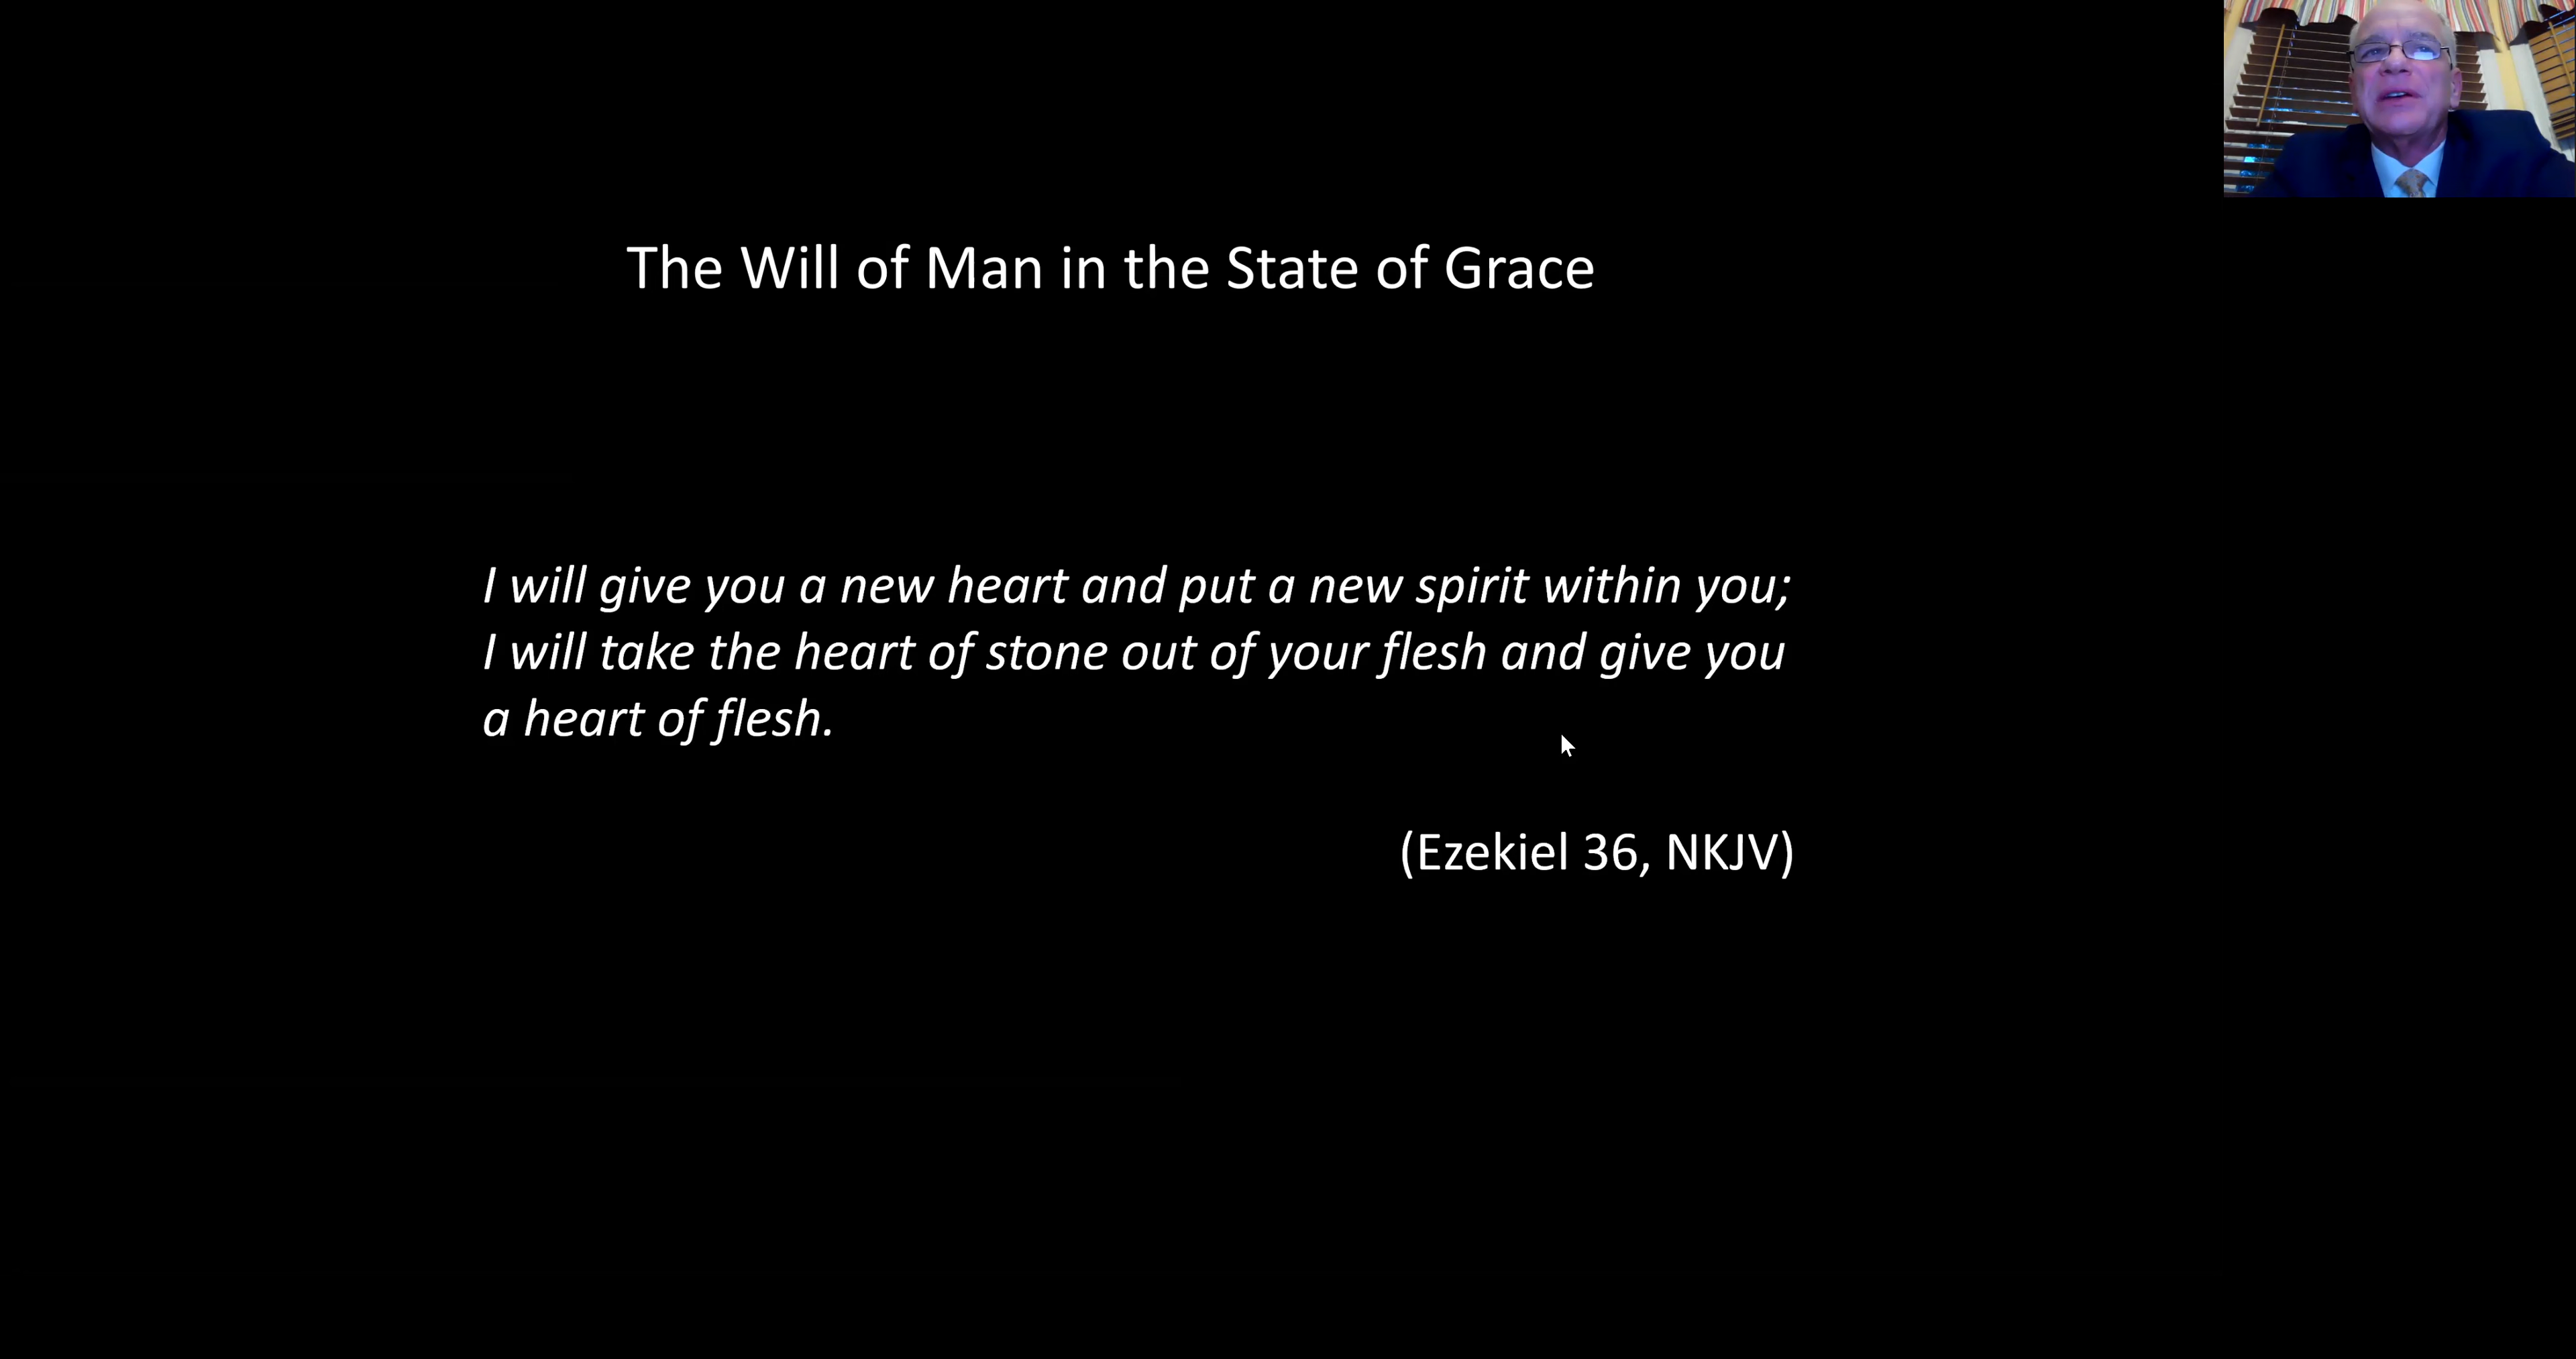 The Will of Man in the State of Grace
I will give you a new heart and put a new spirit within you;
I will take the heart of stone out of your flesh and give you
a heart of flesh.
(Ezekiel 36, NKJV)